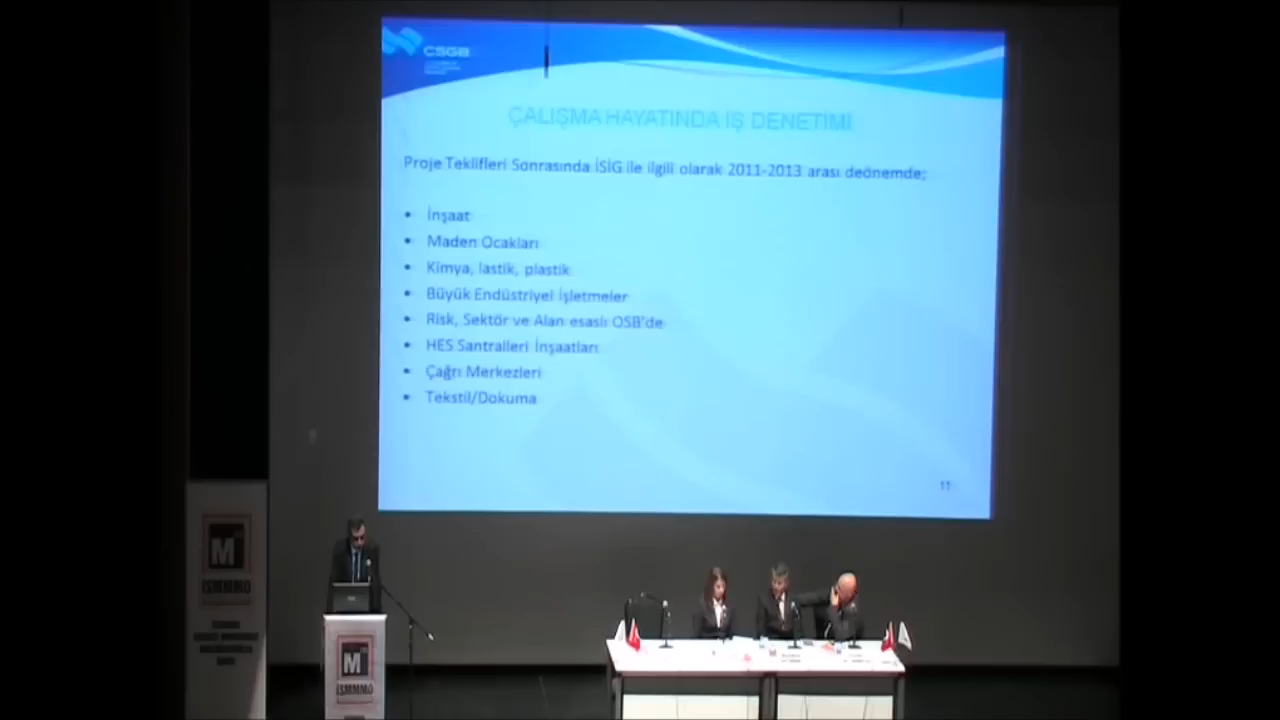 CSGB
ÇALIŞMA HAYATINDA İŞ DENETİMİ
Proje Teklifleri Sonrasında İSİG ile ilgili olarak 2011-2013 arası deönemde;
• İnşaat
• Maden Ocakları
• Kimya, lastik, plastik
• Büyük Endüstriyel İşletmeler
• Risk, Sektör ve Alan esaslı OSB'de
• HES Santralleri İnşaatları
• Çağrı Merkezleri
• Tekstil/Dokuma
11
M
İSMMMO
M
İSMMMO